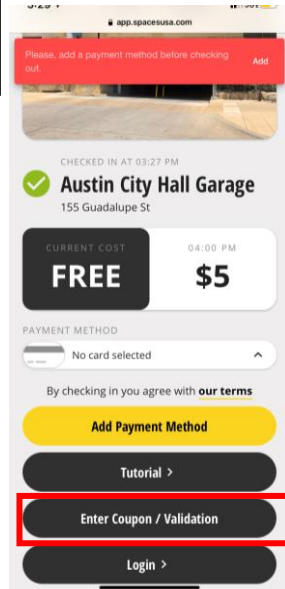 app.spacesusa.com
Please, add a payment method before checking
out.
Add
CHECKED IN AT 03:27 PM
Austin City Hall Garage
155 Guadalupe St
CURRENT COST
FREE
04:00 PM
$5
PAYMENT METHOD
No card selected
By checking in you agree with our terms
Add Payment Method
Tutorial >
Enter Coupon / Validation
Login >